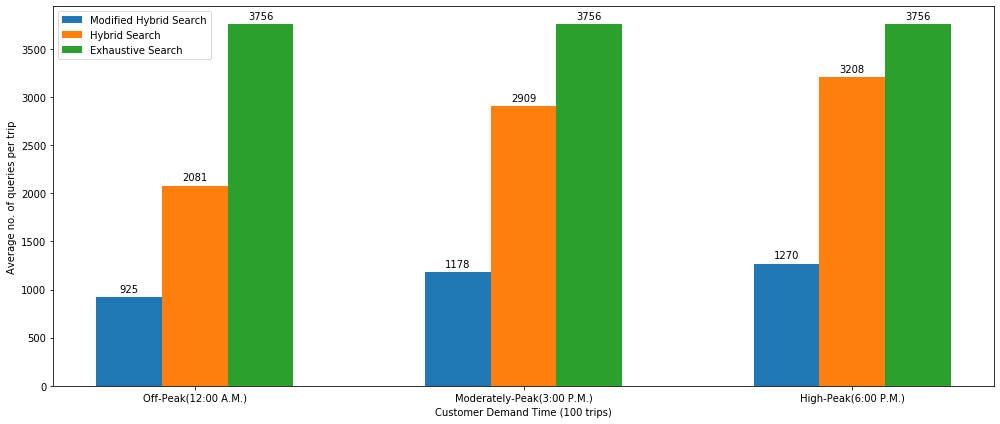 Modified Hybrid Search
Hybrid Search
Exhaustive Search
3756
3756
3756
2081
2909
3208
925
1178
1270
Average no. of queries per trip
3500
3000
2500
2000
1500
1000
500
0
Off-Peak(12:00 A.M.)
Moderately-Peak(3:00 P.M.)
High-Peak(6:00 P.M.)
Customer Demand Time (100 trips)